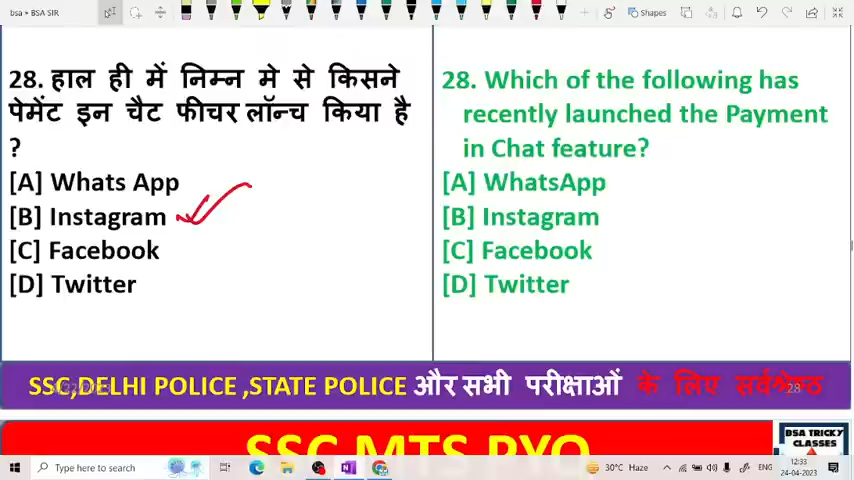 bsa » BSA SIR
Shapes
28. हाल ही में निम्न मे से किसने
पेमेंट इन चैट फीचर लॉन्च किया है
?
[A] Whats App
[B] Instagram
[C] Facebook
[D] Twitter
28. Which of the following has
recently launched the Payment
in Chat feature?
[A] WhatsApp
[B] Instagram
[C] Facebook
[D] Twitter
SSC,DELHI POLICE ,STATE POLICE और सभी परीक्षाओं के लिए सर्वश्रेष्ठ
28
SSC MTS PYQ
BSA TRICKY
CLASSES
Type here to search
30°C Haze
ENG
12:33
24-04-2023